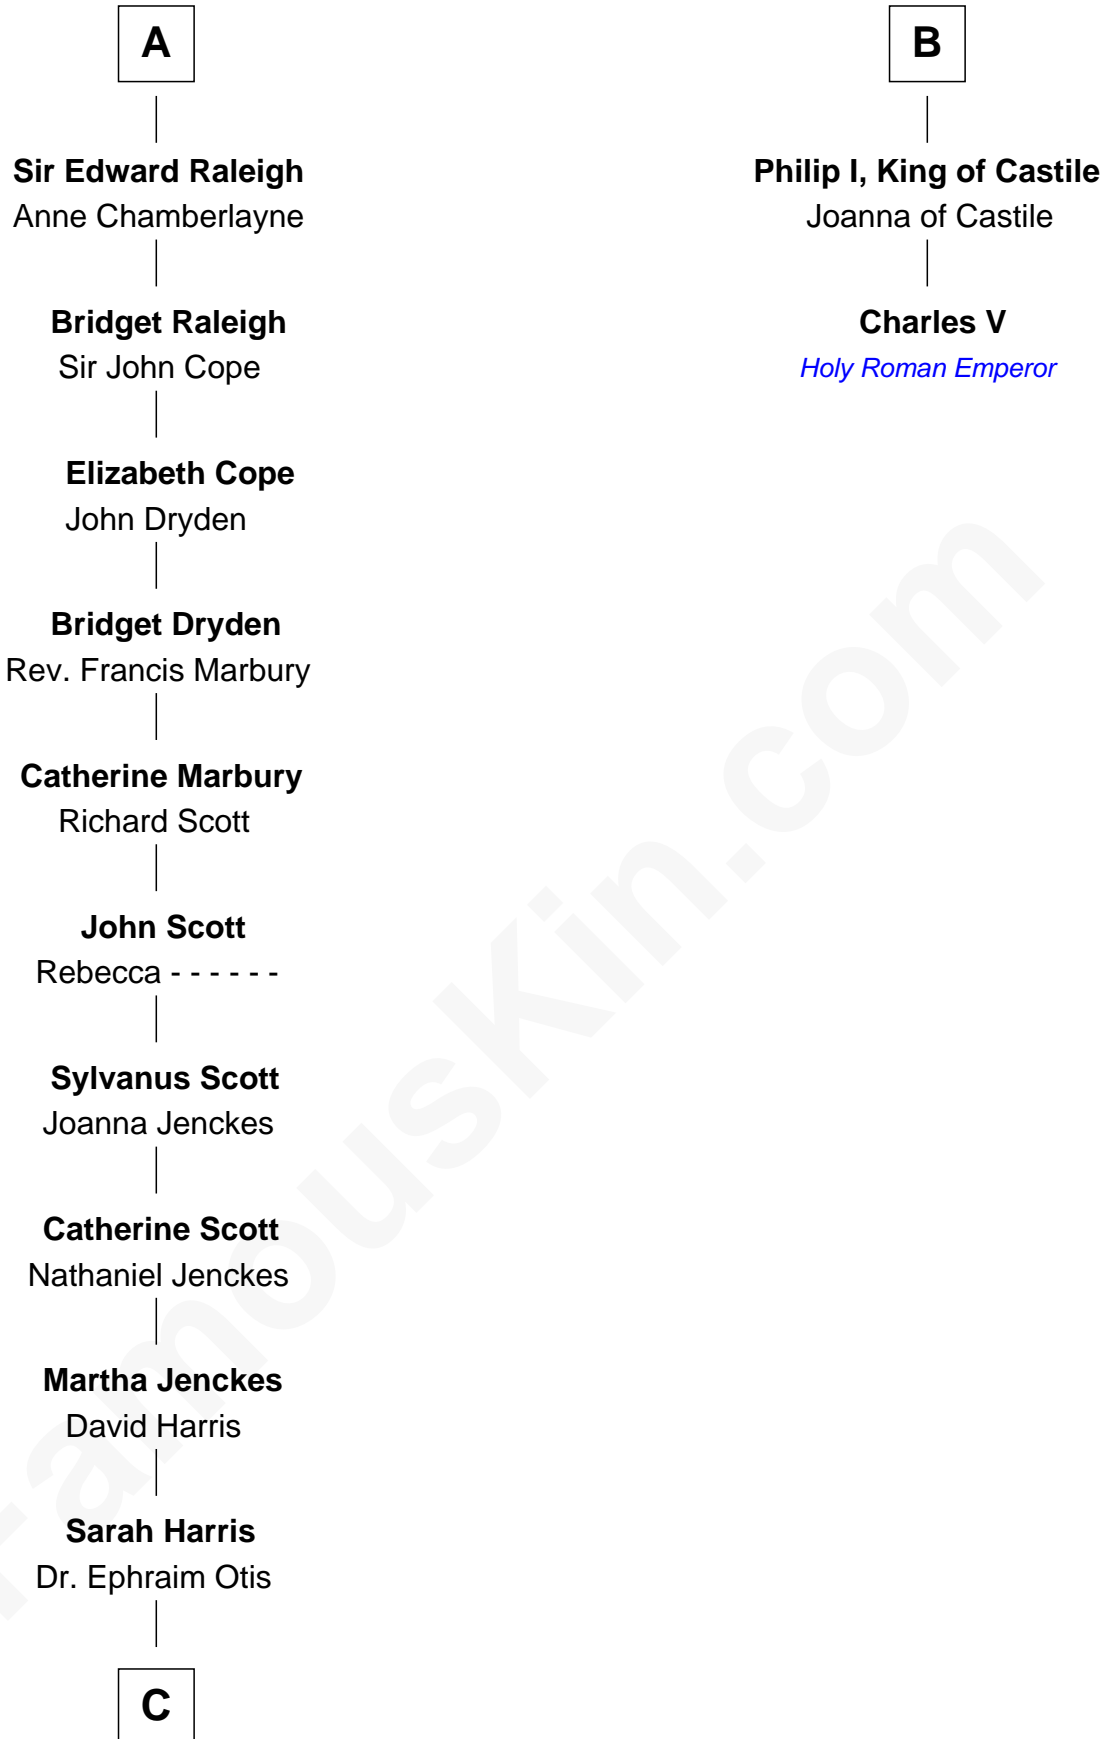 A
Sir Edward Raleigh
Anne Chamberlayne
Bridget Raleigh
Sir John Cope
Elizabeth Cope
John Dryden
Bridget Dryden
Rev. Francis Marbury
Catherine Marbury
Richard Scott
John Scott
Rebecca - - - - - -
Sylvanus Scott
Joanna Jenckes
Catherine Scott
Nathaniel Jenckes
Martha Jenckes
David Harris
Sarah Harris
Dr. Ephraim Otis
C
B
Philip I, King of Castile
Joanna of Castile
Charles V
Holy Roman Emperor
FamousKin.com